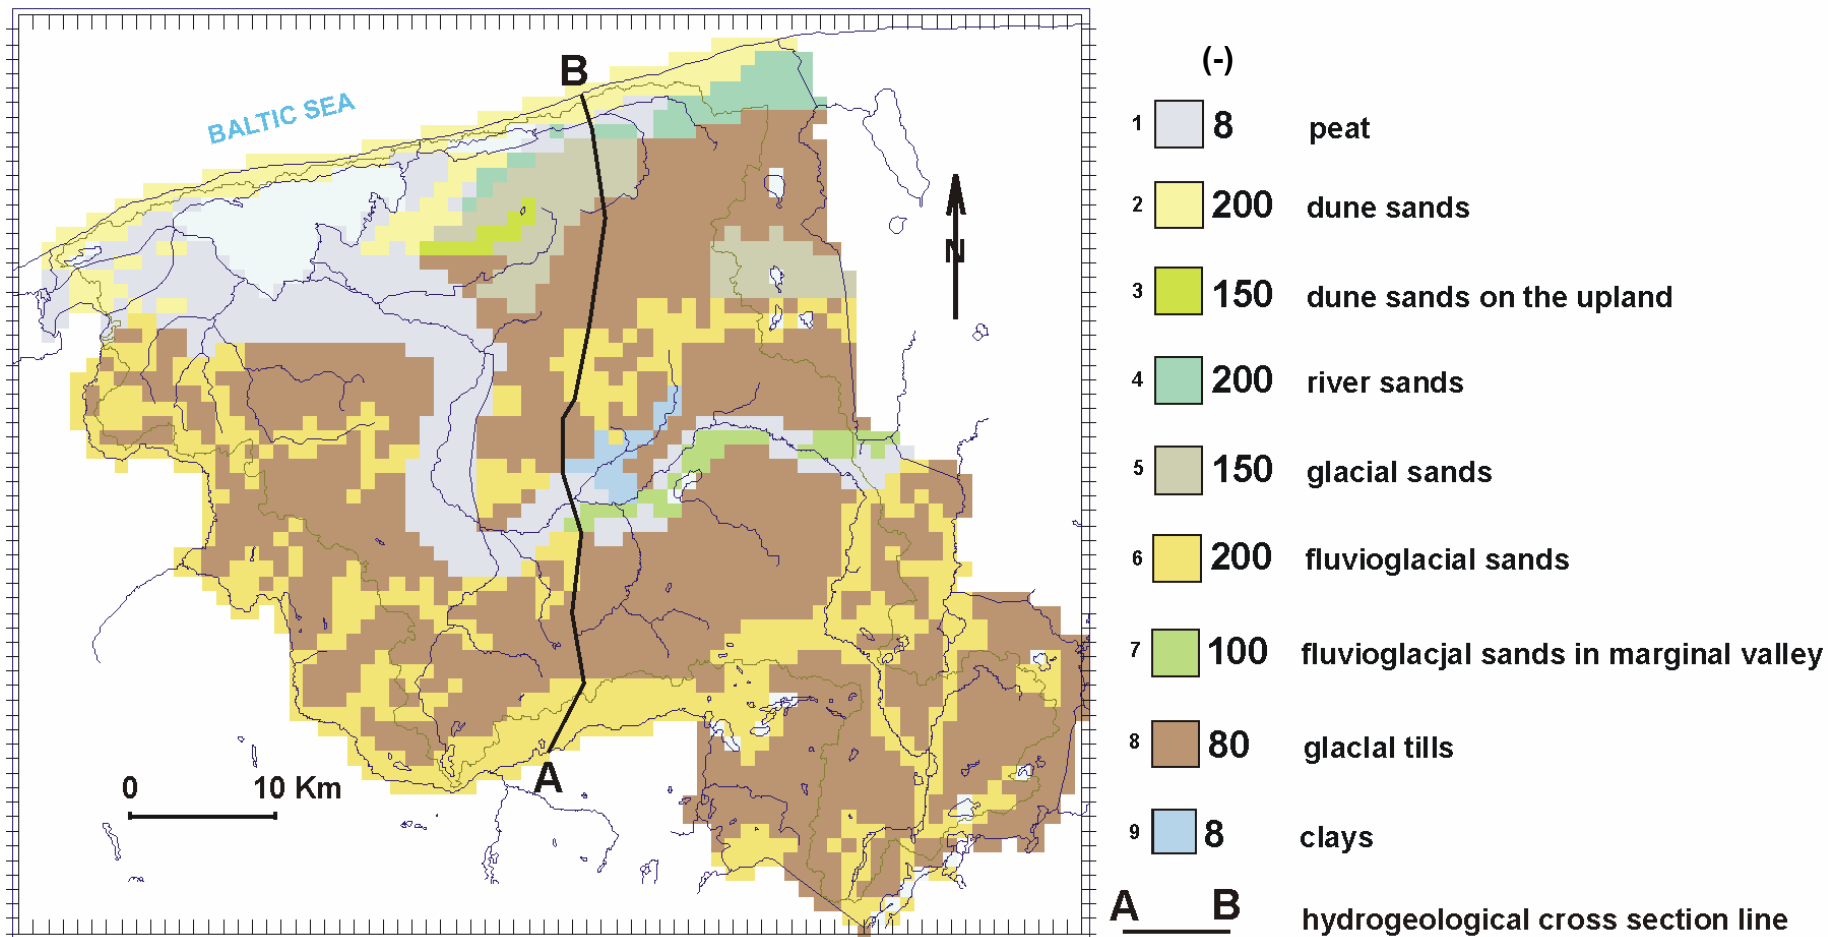 B
BALTIC SEA
N
0 10 Km
A
(-)
1 8 peat
2 200 dune sands
3 150 dune sands on the upland
4 200 river sands
5 150 glacial sands
6 200 fluvioglacial sands
7 100 fluvioglacjal sands in marginal valley
8 80 glaclal tills
9 8 clays
A B hydrogeological cross section line